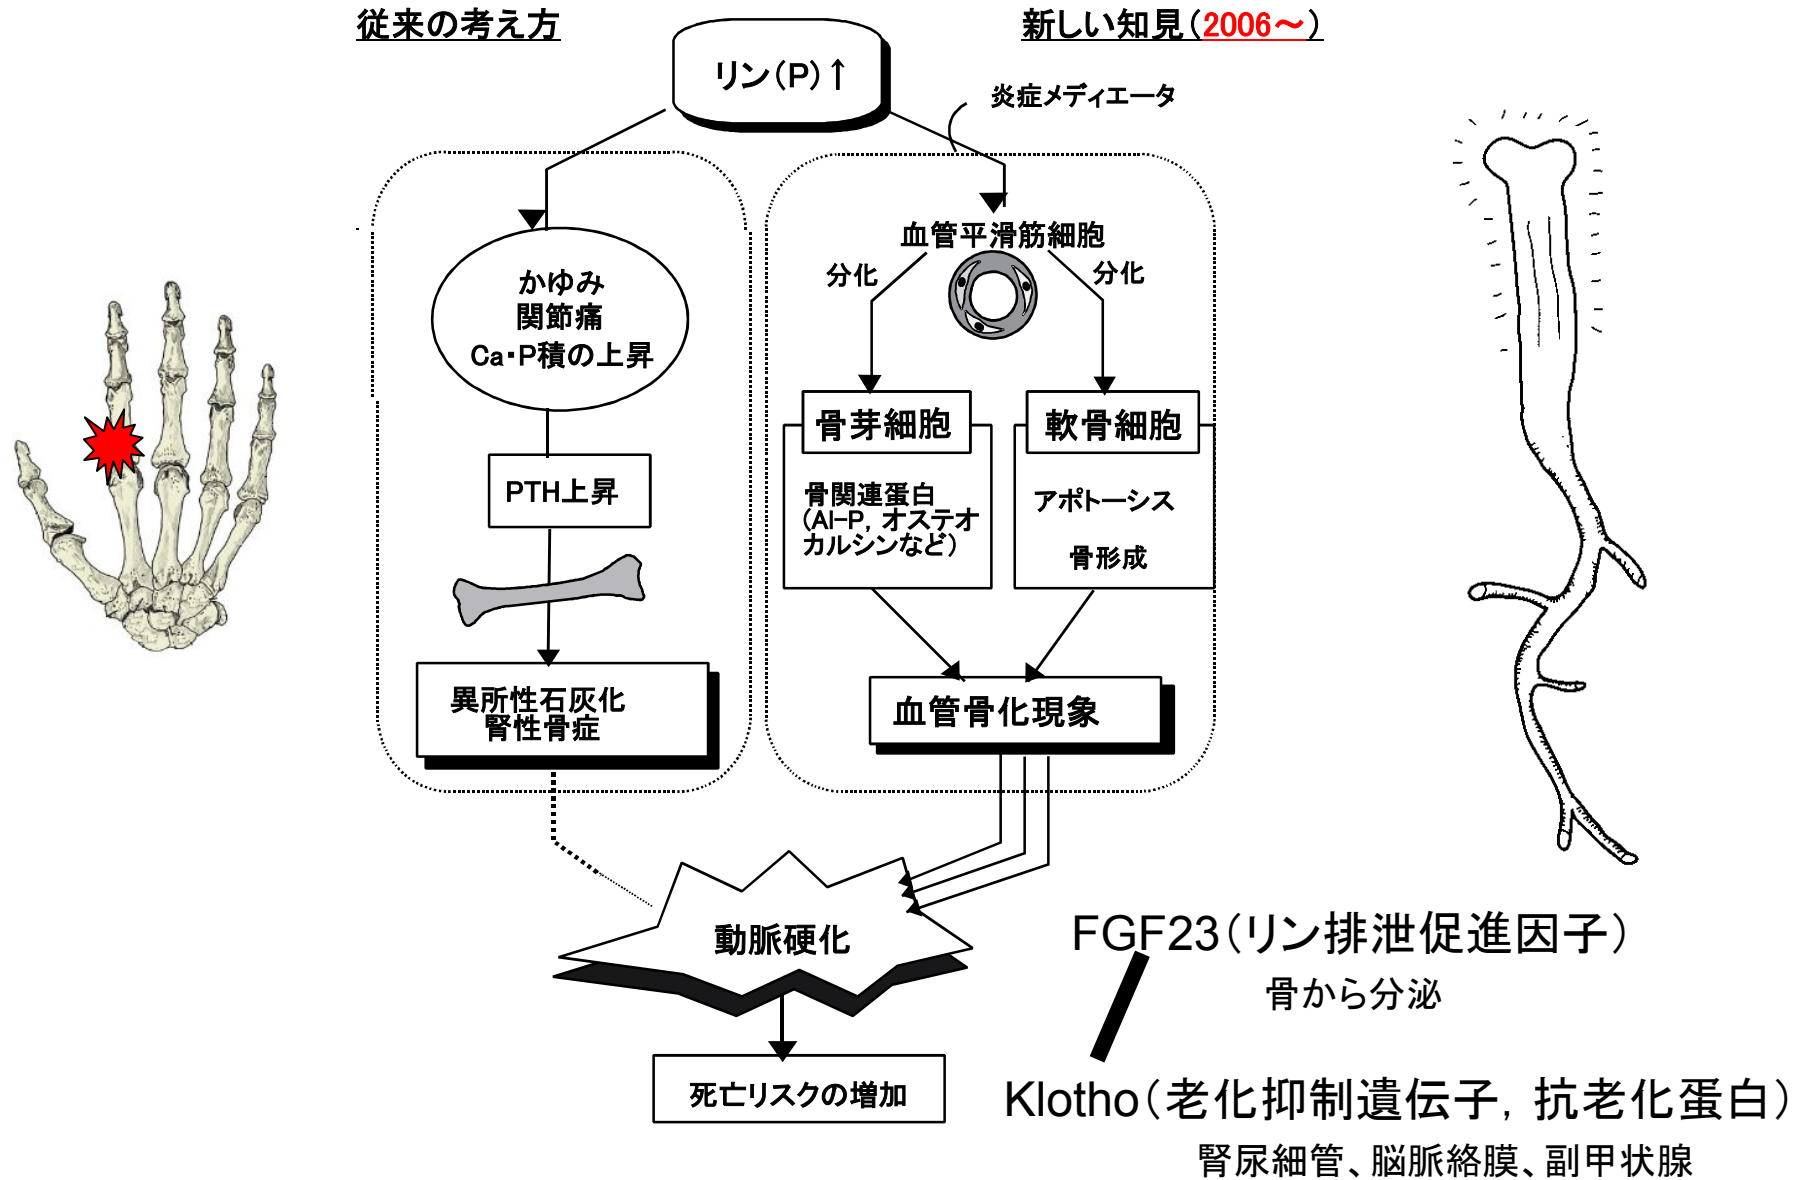 従来の考え方
新しい知見（2006～）
リン（P）↑
炎症メディエータ
かゆみ
関節痛
Ca・P積の上昇
PTH上昇
異所性石灰化
腎性骨症
血管平滑筋細胞
分化
分化
骨芽細胞
骨関連蛋白
（Al-P, オステオ
カルシンなど）
軟骨細胞
アポトーシス
骨形成
血管骨化現象
動脈硬化
死亡リスクの増加
FGF23（リン排泄促進因子）
骨から分泌
Klotho（老化抑制遺伝子, 抗老化蛋白）
腎尿細管、脳脈絡膜、副甲状腺